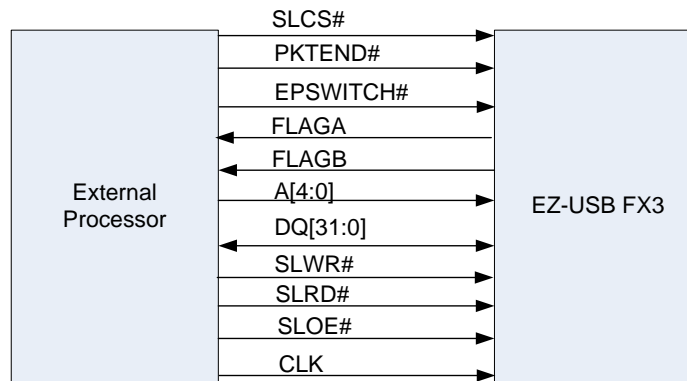 SLCS#
PKTEND#
EPSWITCH#
FLAGA
FLAGB
A[4:0]
DQ[31:0]
SLWR#
SLRD#
SLOE#
CLK
External
Processor
EZ-USB FX3